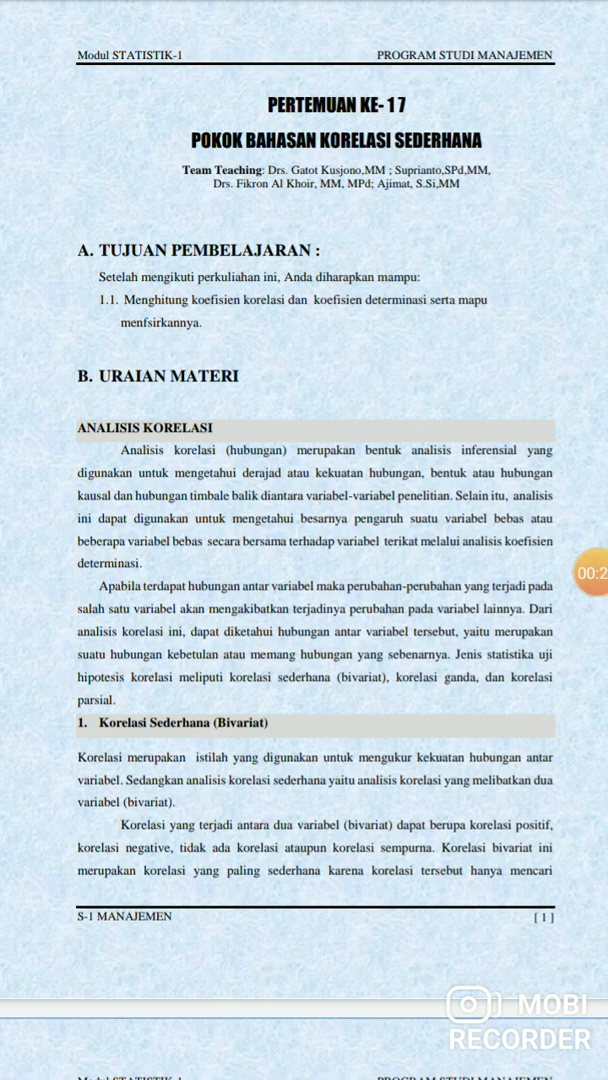 Modul STATISTIK-1 PROGRAM STUDI MANAJEMEN
PERTEMUAN KE- 17
POKOK BAHASAN KORELASI SEDERHANA
Team Teaching: Drs. Gatot Kusjono,MM ; Suprianto,SPd,MM,
Drs. Fikron Al Khoir, MM, MPd; Ajimat, S.Si,MM
A. TUJUAN PEMBELAJARAN :
Setelah mengikuti perkuliahan ini, Anda diharapkan mampu:
1.1. Menghitung koefisien korelasi dan koefisien determinasi serta mapu
menfsirkannya.
B. URAIAN MATERI
ANALISIS KORELASI
Analisis korelasi (hubungan) merupakan bentuk analisis inferensial yang
digunakan untuk mengetahui derajad atau kekuatan hubungan, bentuk atau hubungan
kausal dan hubungan timbale balik diantara variabel-variabel penelitian. Selain itu, analisis
ini dapat digunakan untuk mengetahui besarnya pengaruh suatu variabel bebas atau
beberapa variabel bebas secara bersama terhadap variabel terikat melalui analisis koefisien
determinasi.
00:2
Apabila terdapat hubungan antar variabel maka perubahan-perubahan yang terjadi pada
salah satu variabel akan mengakibatkan terjadinya perubahan pada variabel lainnya. Dari
analisis korelasi ini, dapat diketahui hubungan antar variabel tersebut, yaitu merupakan
suatu hubungan kebetulan atau memang hubungan yang sebenarnya. Jenis statistika uji
hipotesis korelasi meliputi korelasi sederhana (bivariat), korelasi ganda, dan korelasi
parsial.
1. Korelasi Sederhana (Bivariat)
Korelasi merupakan istilah yang digunakan untuk mengukur kekuatan hubungan antar
variabel. Sedangkan analisis korelasi sederhana yaitu analisis korelasi yang melibatkan dua
variabel (bivariat).
Korelasi yang terjadi antara dua variabel (bivariat) dapat berupa korelasi positif,
korelasi negative, tidak ada korelasi ataupun korelasi sempurna. Korelasi bivariat ini
merupakan korelasi yang paling sederhana karena korelasi tersebut hanya mencari
S-1 MANAJEMEN [ 1 ]
MOBI
RECORDER
Modul STATISTIK-1 PROGRAM STUDI MANAJEMEN